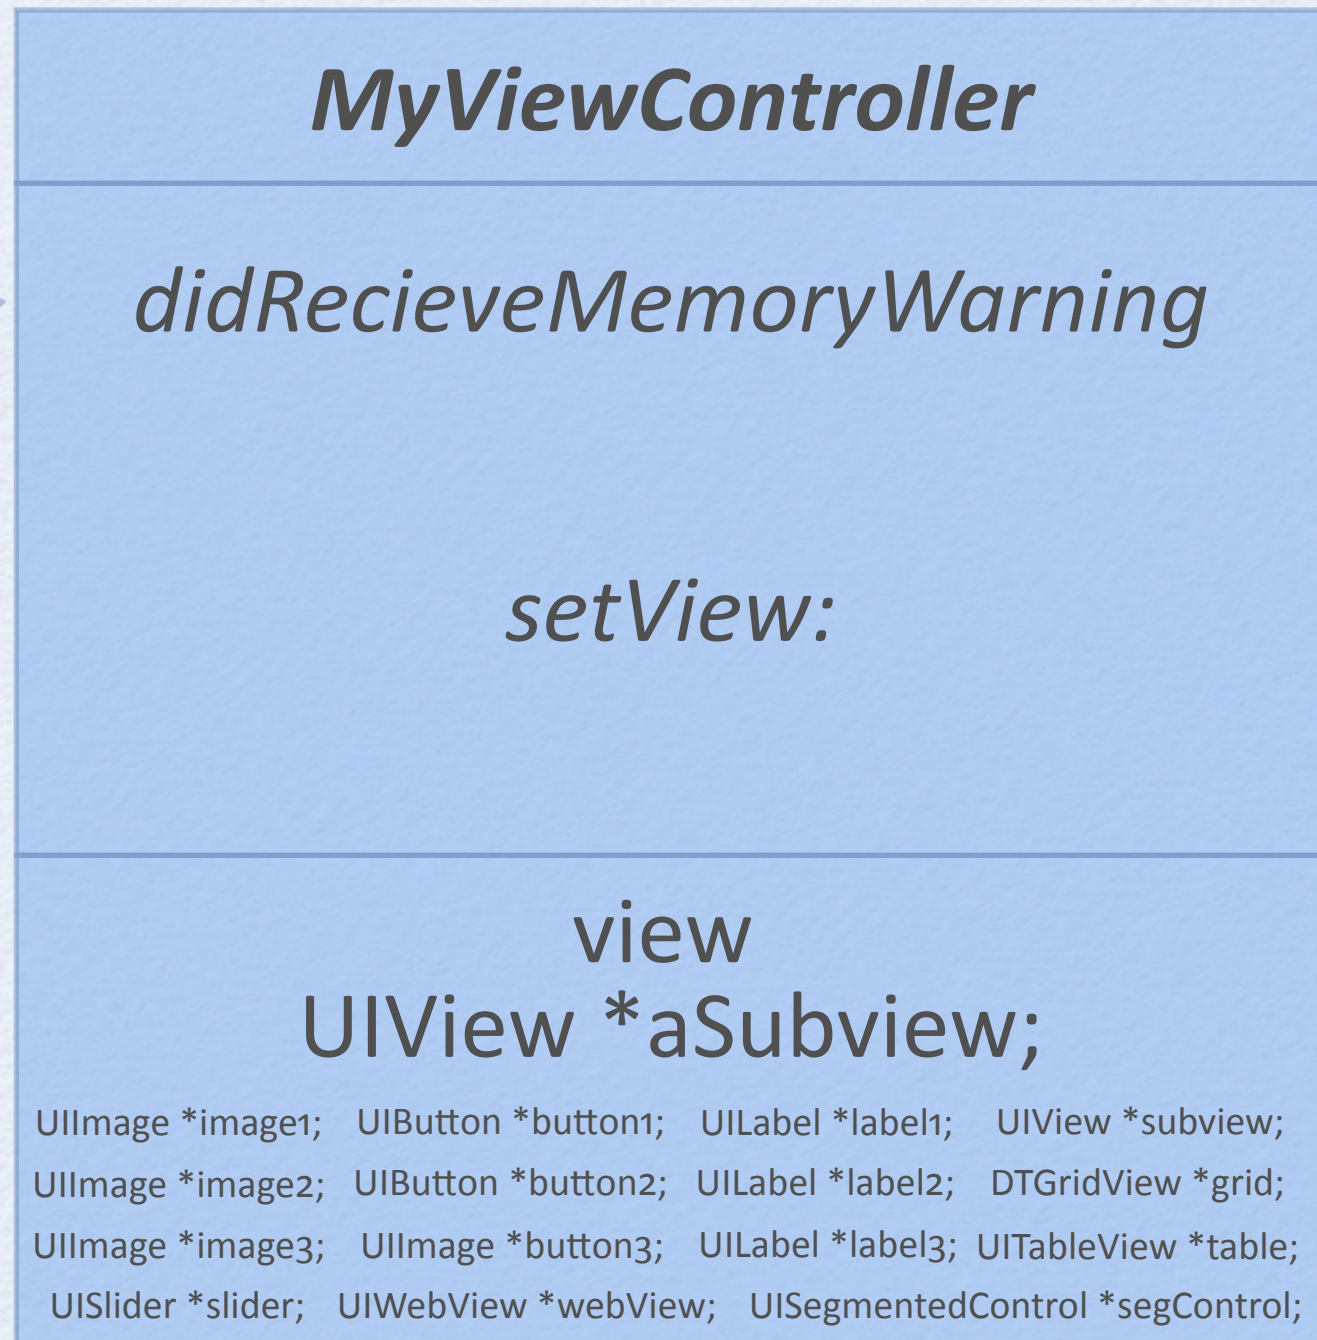 MyViewController
didRecieveMemoryWarning
setView:
view
UIView *aSubview;
UIImage *image1; UIButton *button1; UILabel *label1; UIView *subview;
UIImage *image2; UIButton *button2; UILabel *label2; DTGridView *grid;
UIImage *image3; UIImage *button3; UILabel *label3; UITableView *table;
UISlider *slider; UIWebView *webView; UISegmentedControl *segControl;